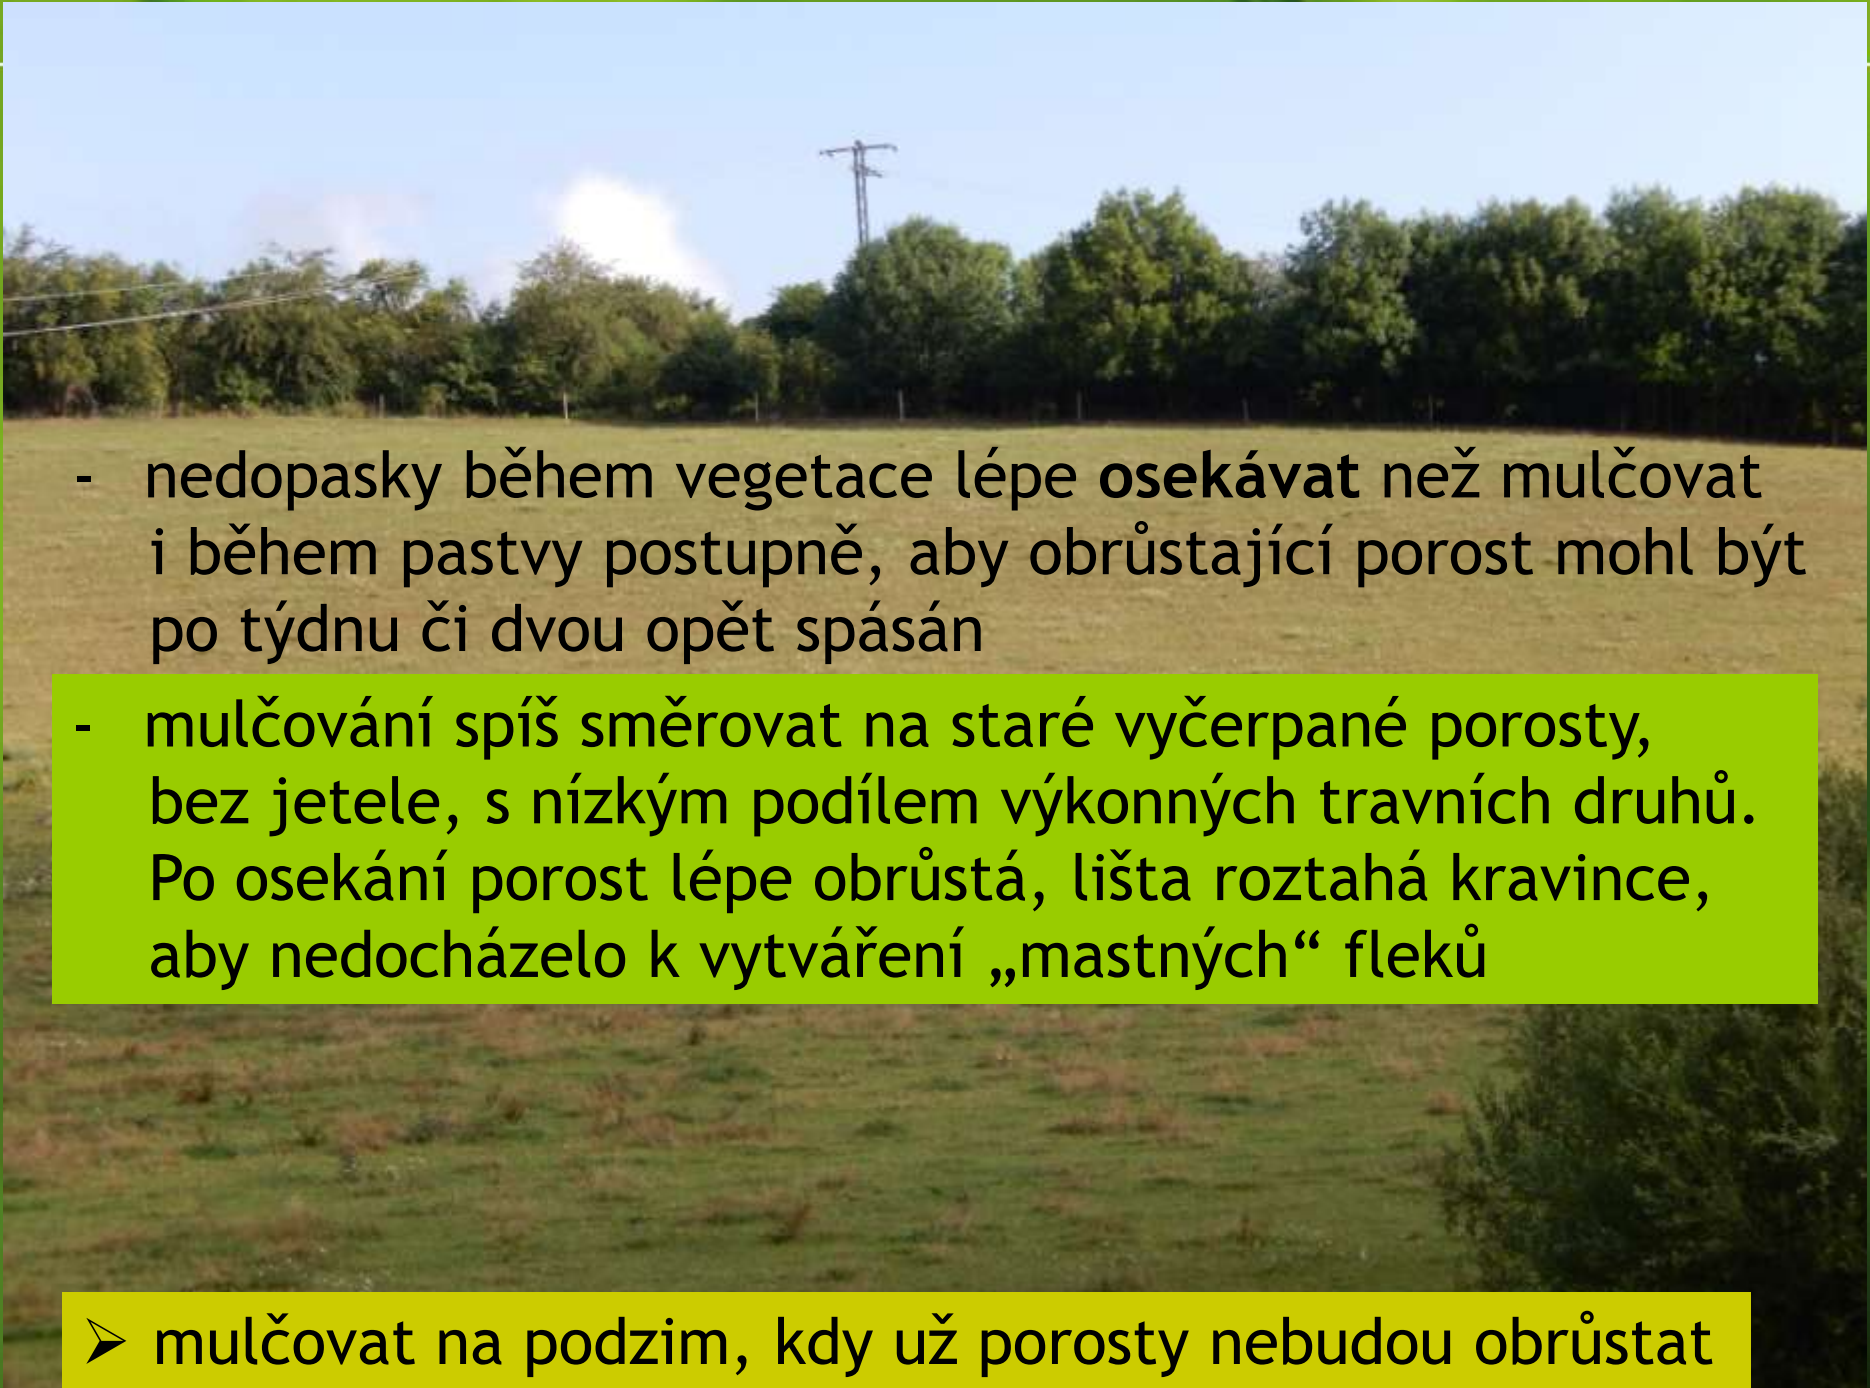 - nedopasky během vegetace lépe osekávat než mulčovat
i během pastvy postupně, aby obrůstající porost mohl být
po týdnu či dvou opět spásán
- mulčování spíš směrovat na staré vyčerpané porosty,
bez jetele, s nízkým podílem výkonných travních druhů.
Po osekání porost lépe obrůstá, lišta roztahá kravince,
aby nedocházelo k vytváření „mastných“ fleků
➢ mulčovat na podzim, kdy už porosty nebudou obrůstat